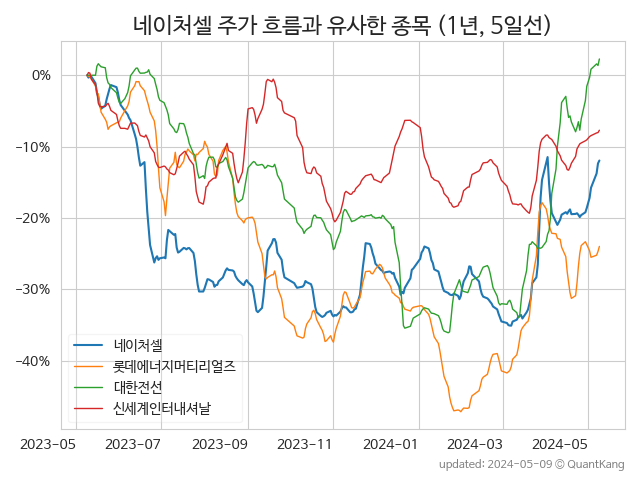 네이처셀 주가 흐름과 유사한 종목 (1년, 5일선)
0%
−10%
−20%
−30%
−40%
네이처셀
롯데에너지머티리얼즈
대한전선
신세계인터내셔날
2023-05 2023-07 2023-09 2023-11 2024-01 2024-03 2024-05
updated: 2024-05-09 © QuantKang